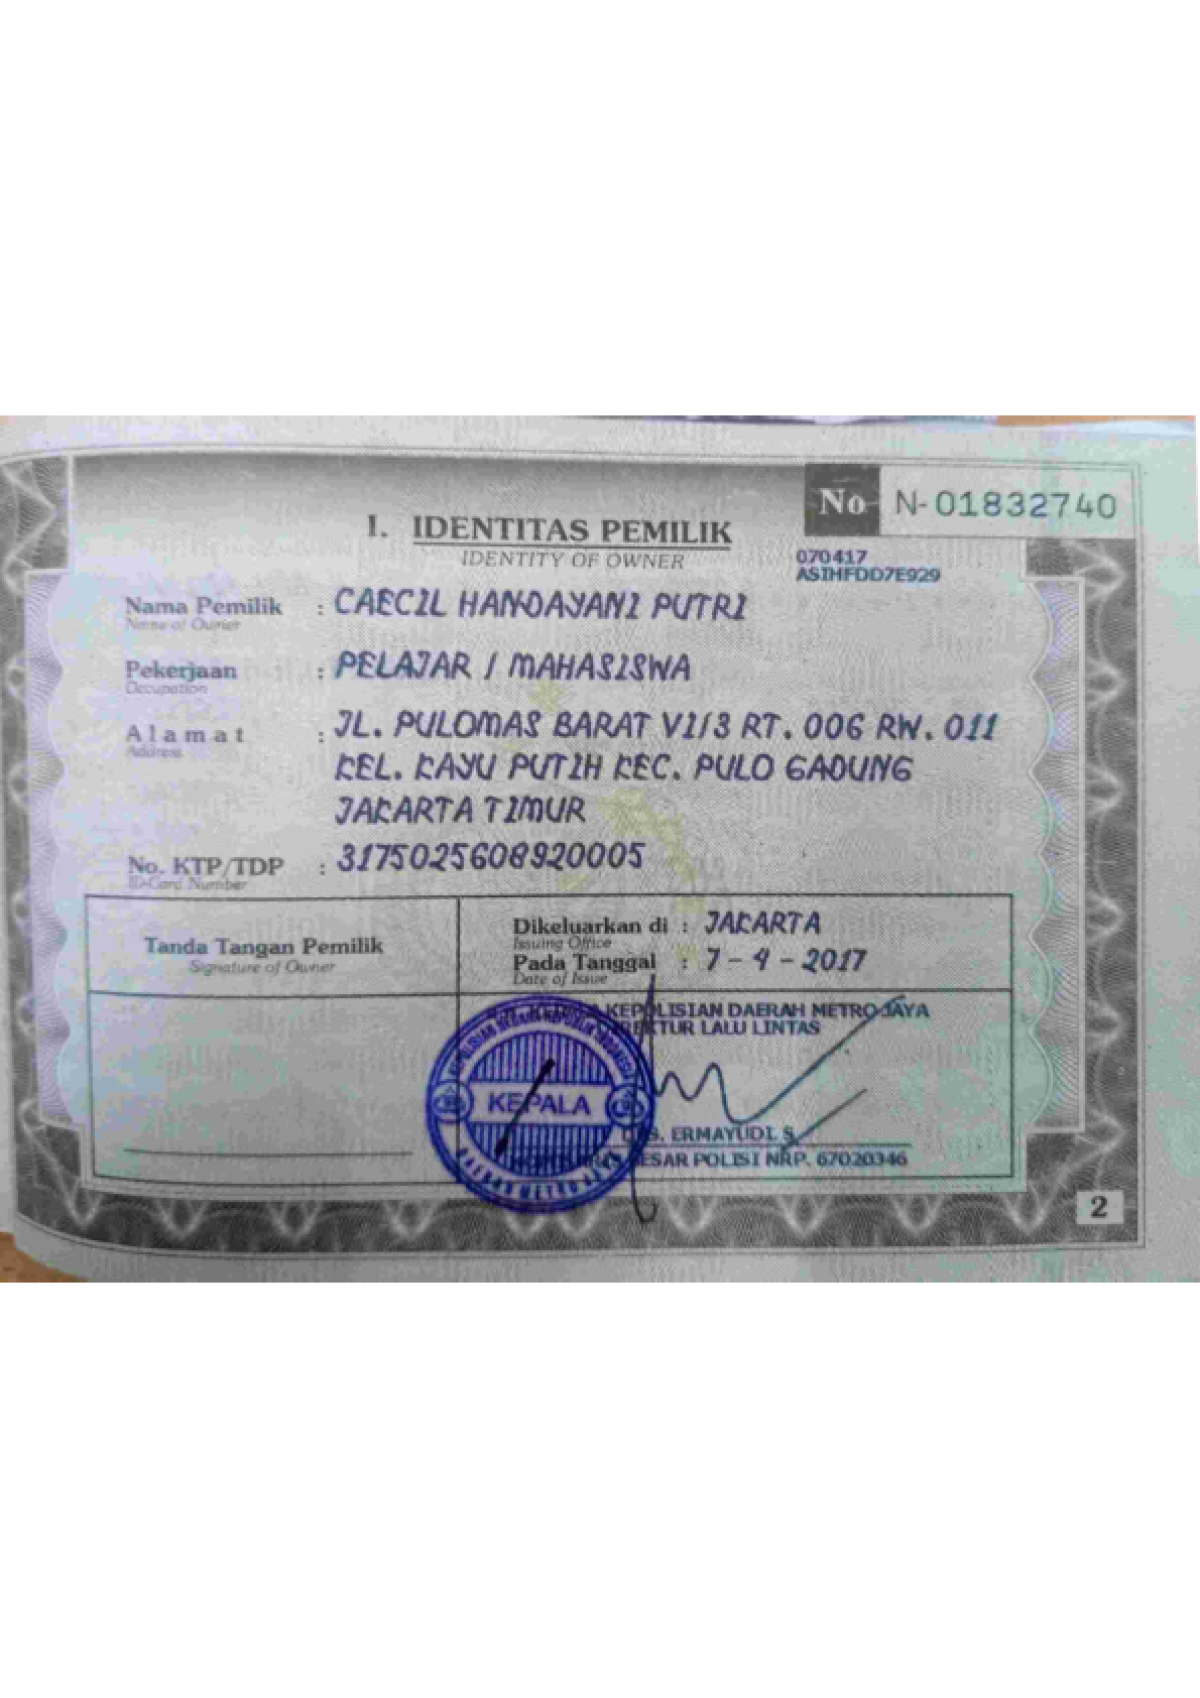 No N-01832740
I. IDENTITAS PEMILIK
IDENTITY OF OWNER
070417
ASIHFDD7E929
Nama Pemilik : CAECIL HANDAYANI PUTRI
Name of Owner
Pekerjaan : PELAJAR / MAHASISWA
Occupation
Alamat : JL. PULOMAS BARAT VI/3 RT. 006 RW. 011
Address
KEL. KAYU PUTIH KEC. PULO GADUNG
JAKARTA TIMUR
No. KTP/TDP : 3175025608920005
ID-Card Number
Tanda Tangan Pemilik
Signature of Owner
Dikeluarkan di : JAKARTA
Issuing Office
Pada Tanggal : 7 - 4 - 2017
Date of Issue
KEPOLISIAN DAERAH METRO JAYA
LALU LINTAS
KEPALA
ERMAYUDI. S
BESAR POLISI NRP. 67020346
2